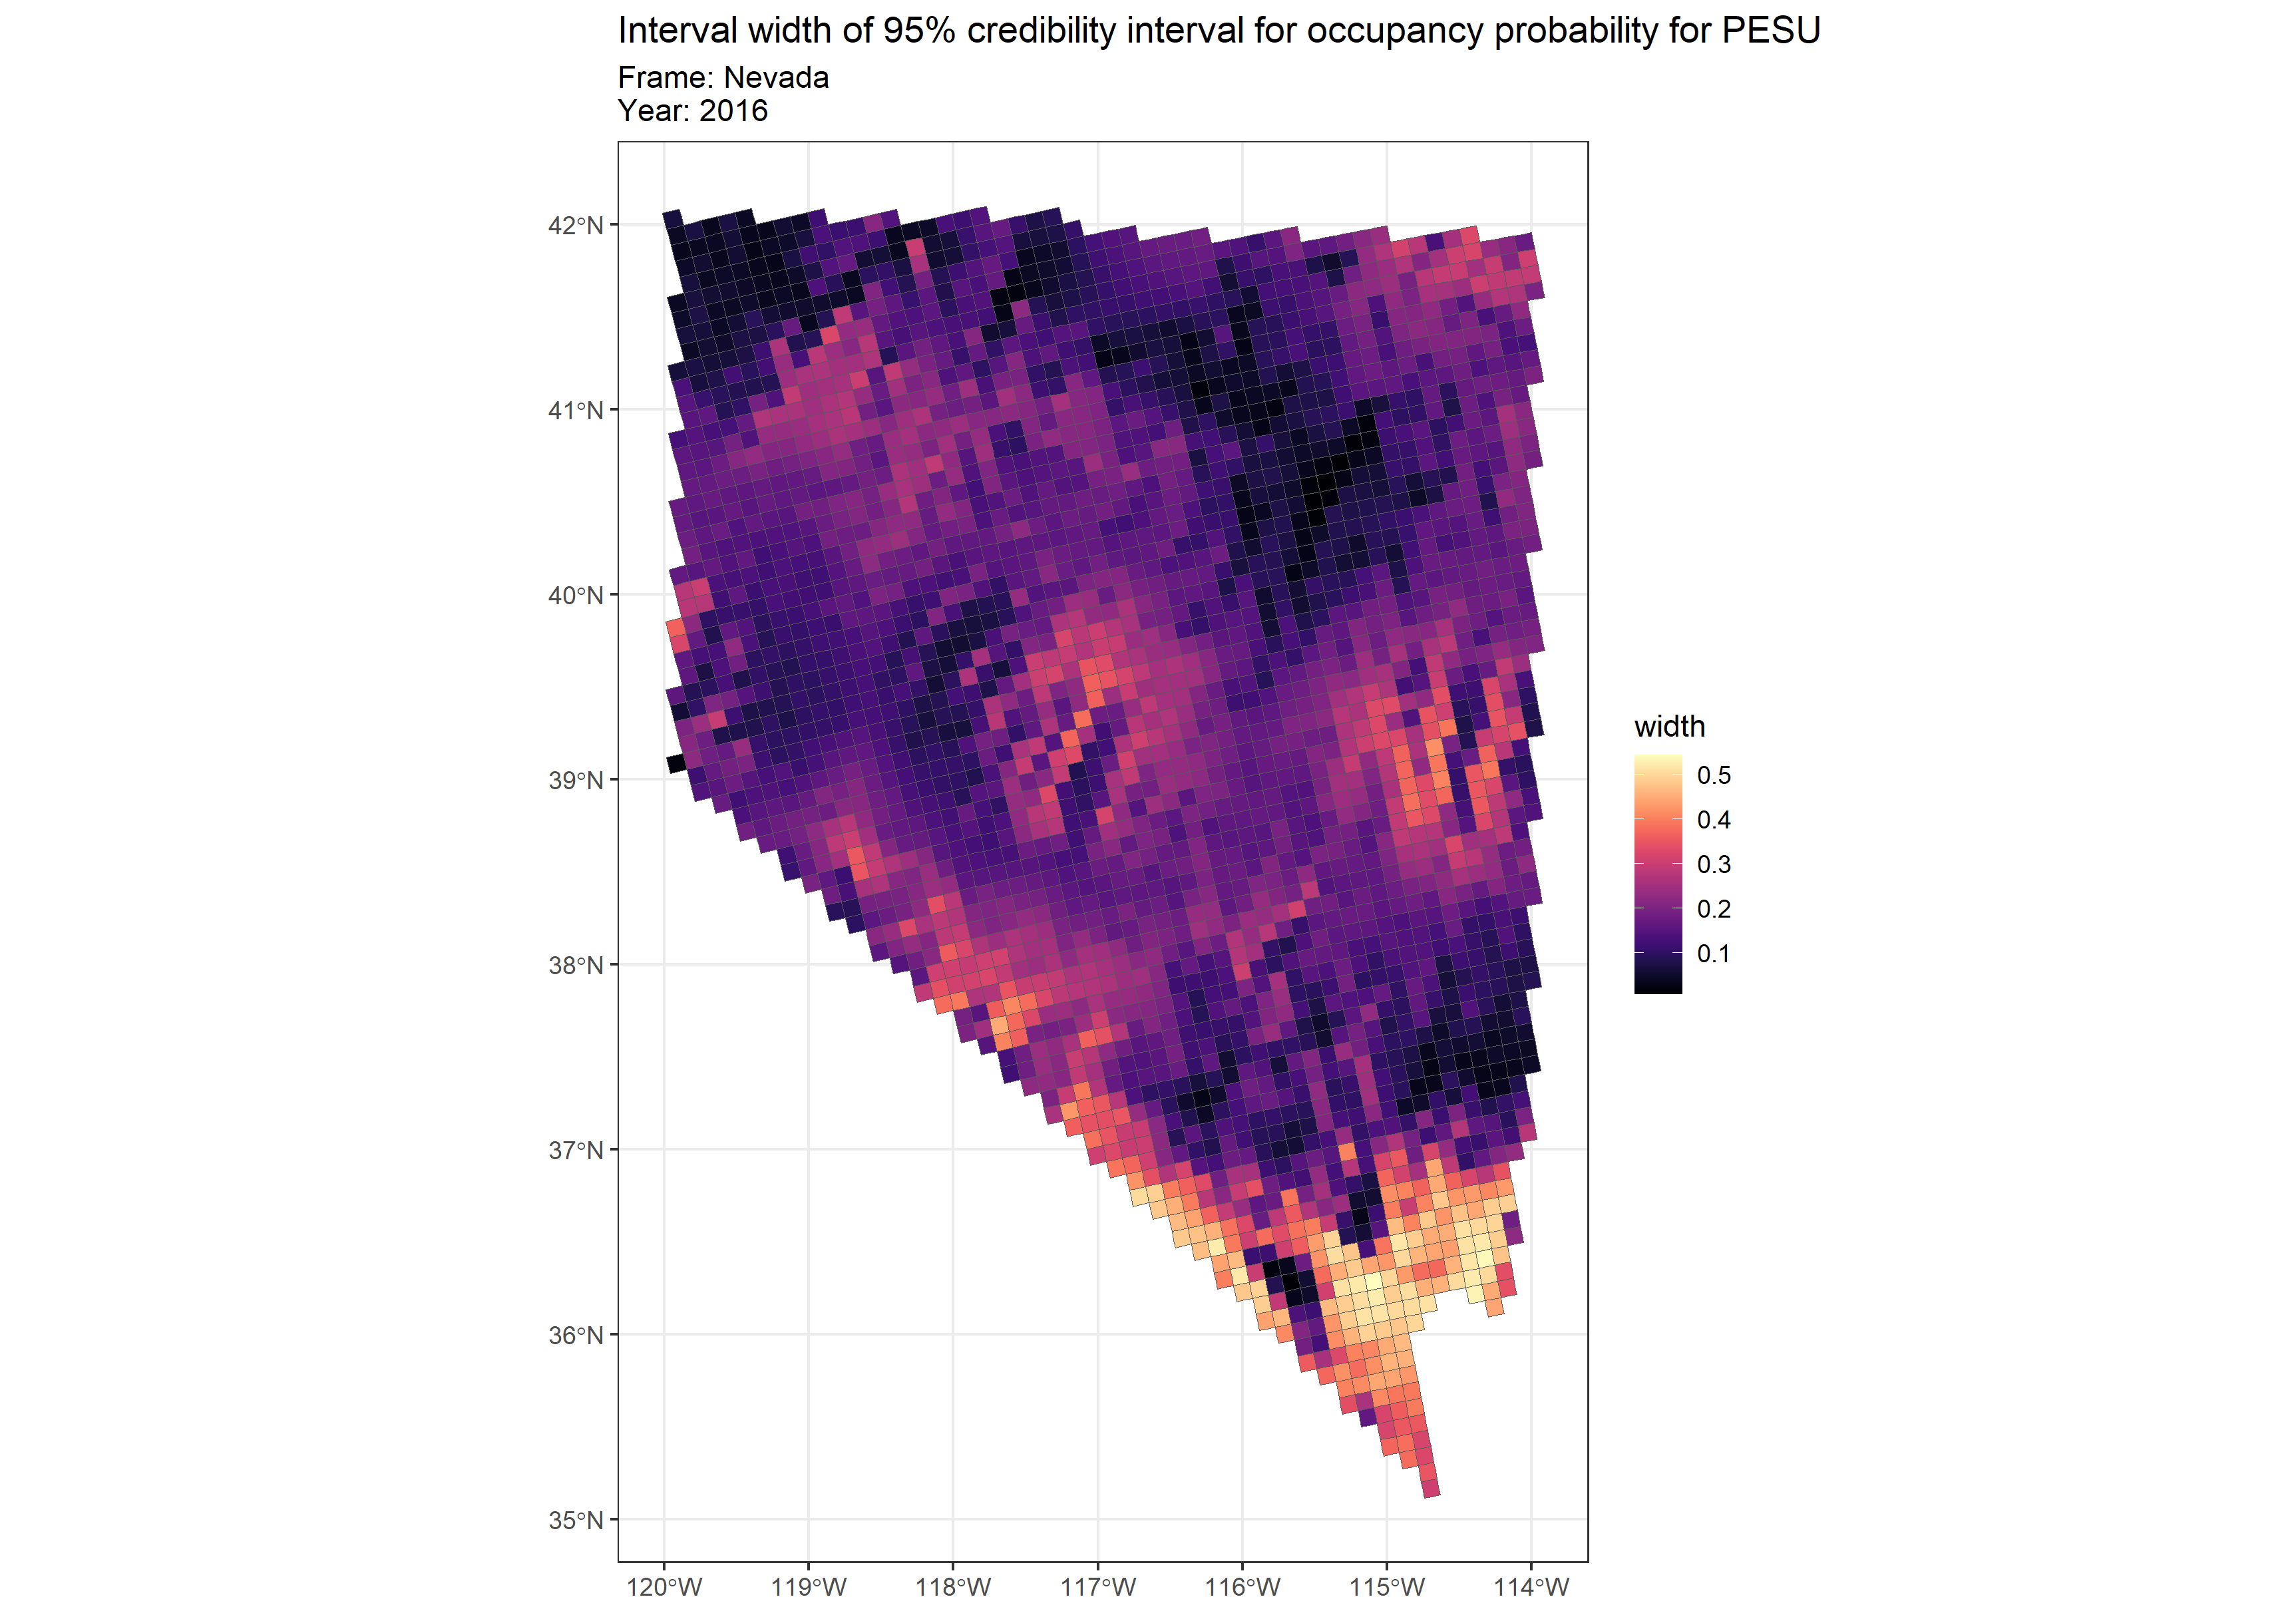 Interval width of 95% credibility interval for occupancy probability for PESU
Frame: Nevada
Year: 2016
42°N
41°N
40°N
39°N
38°N
37°N
36°N
35°N
120°W 119°W 118°W 117°W 116°W 115°W 114°W
width
0.5
0.4
0.3
0.2
0.1